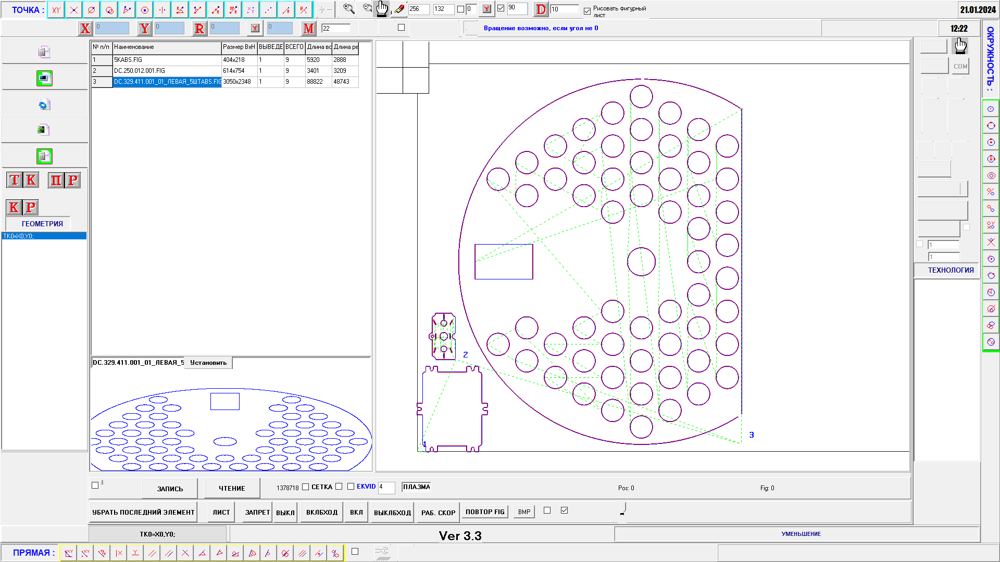 ТОЧКА :
XY
256
132
0
90
D
10
Рисовать фигурный
лист
21.01.2024
X
0
Y
0
R
0
Y
0
M
22
Вращение возможно, если угол не 0
12:22
ОКРУЖНОСТЬ :
№ п/п Наименование Размер ВхН ВЫВЕДЕ ВСЕГО Длина вс Длина ре
1 5KABS.FIG 404x218 1 9 5920 2888
2 DC.250.012.001.FIG 614x754 1 9 3401 3209
3 DC.329.411.001_01_ЛЕВАЯ_5ШТABS.FIG 3050x2348 1 9 88822 48743
COM
Т К П Р
К Р
ГЕОМЕТРИЯ
TK0=X0,Y0;
1
1
ТЕХНОЛОГИЯ
2
3
1
DC.329.411.001_01_ЛЕВАЯ_5
Установить
ЗАПИСЬ
ЧТЕНИЕ
1378718
СЕТКА
EKVID
4
ПЛАЗМА
Pos: 0
Fig: 0
УБРАТЬ ПОСЛЕДНИЙ ЭЛЕМЕНТ
ЛИСТ
ЗАПРЕТ
ВЫКЛ
ВКЛБХОД
ВКЛ
ВЫКЛБХОД
РАБ. СКОР
ПОВТОР FIG
BMP
TK0=X0,Y0;
Ver 3.3
УМЕНЬШЕНИЕ
ПРЯМАЯ :